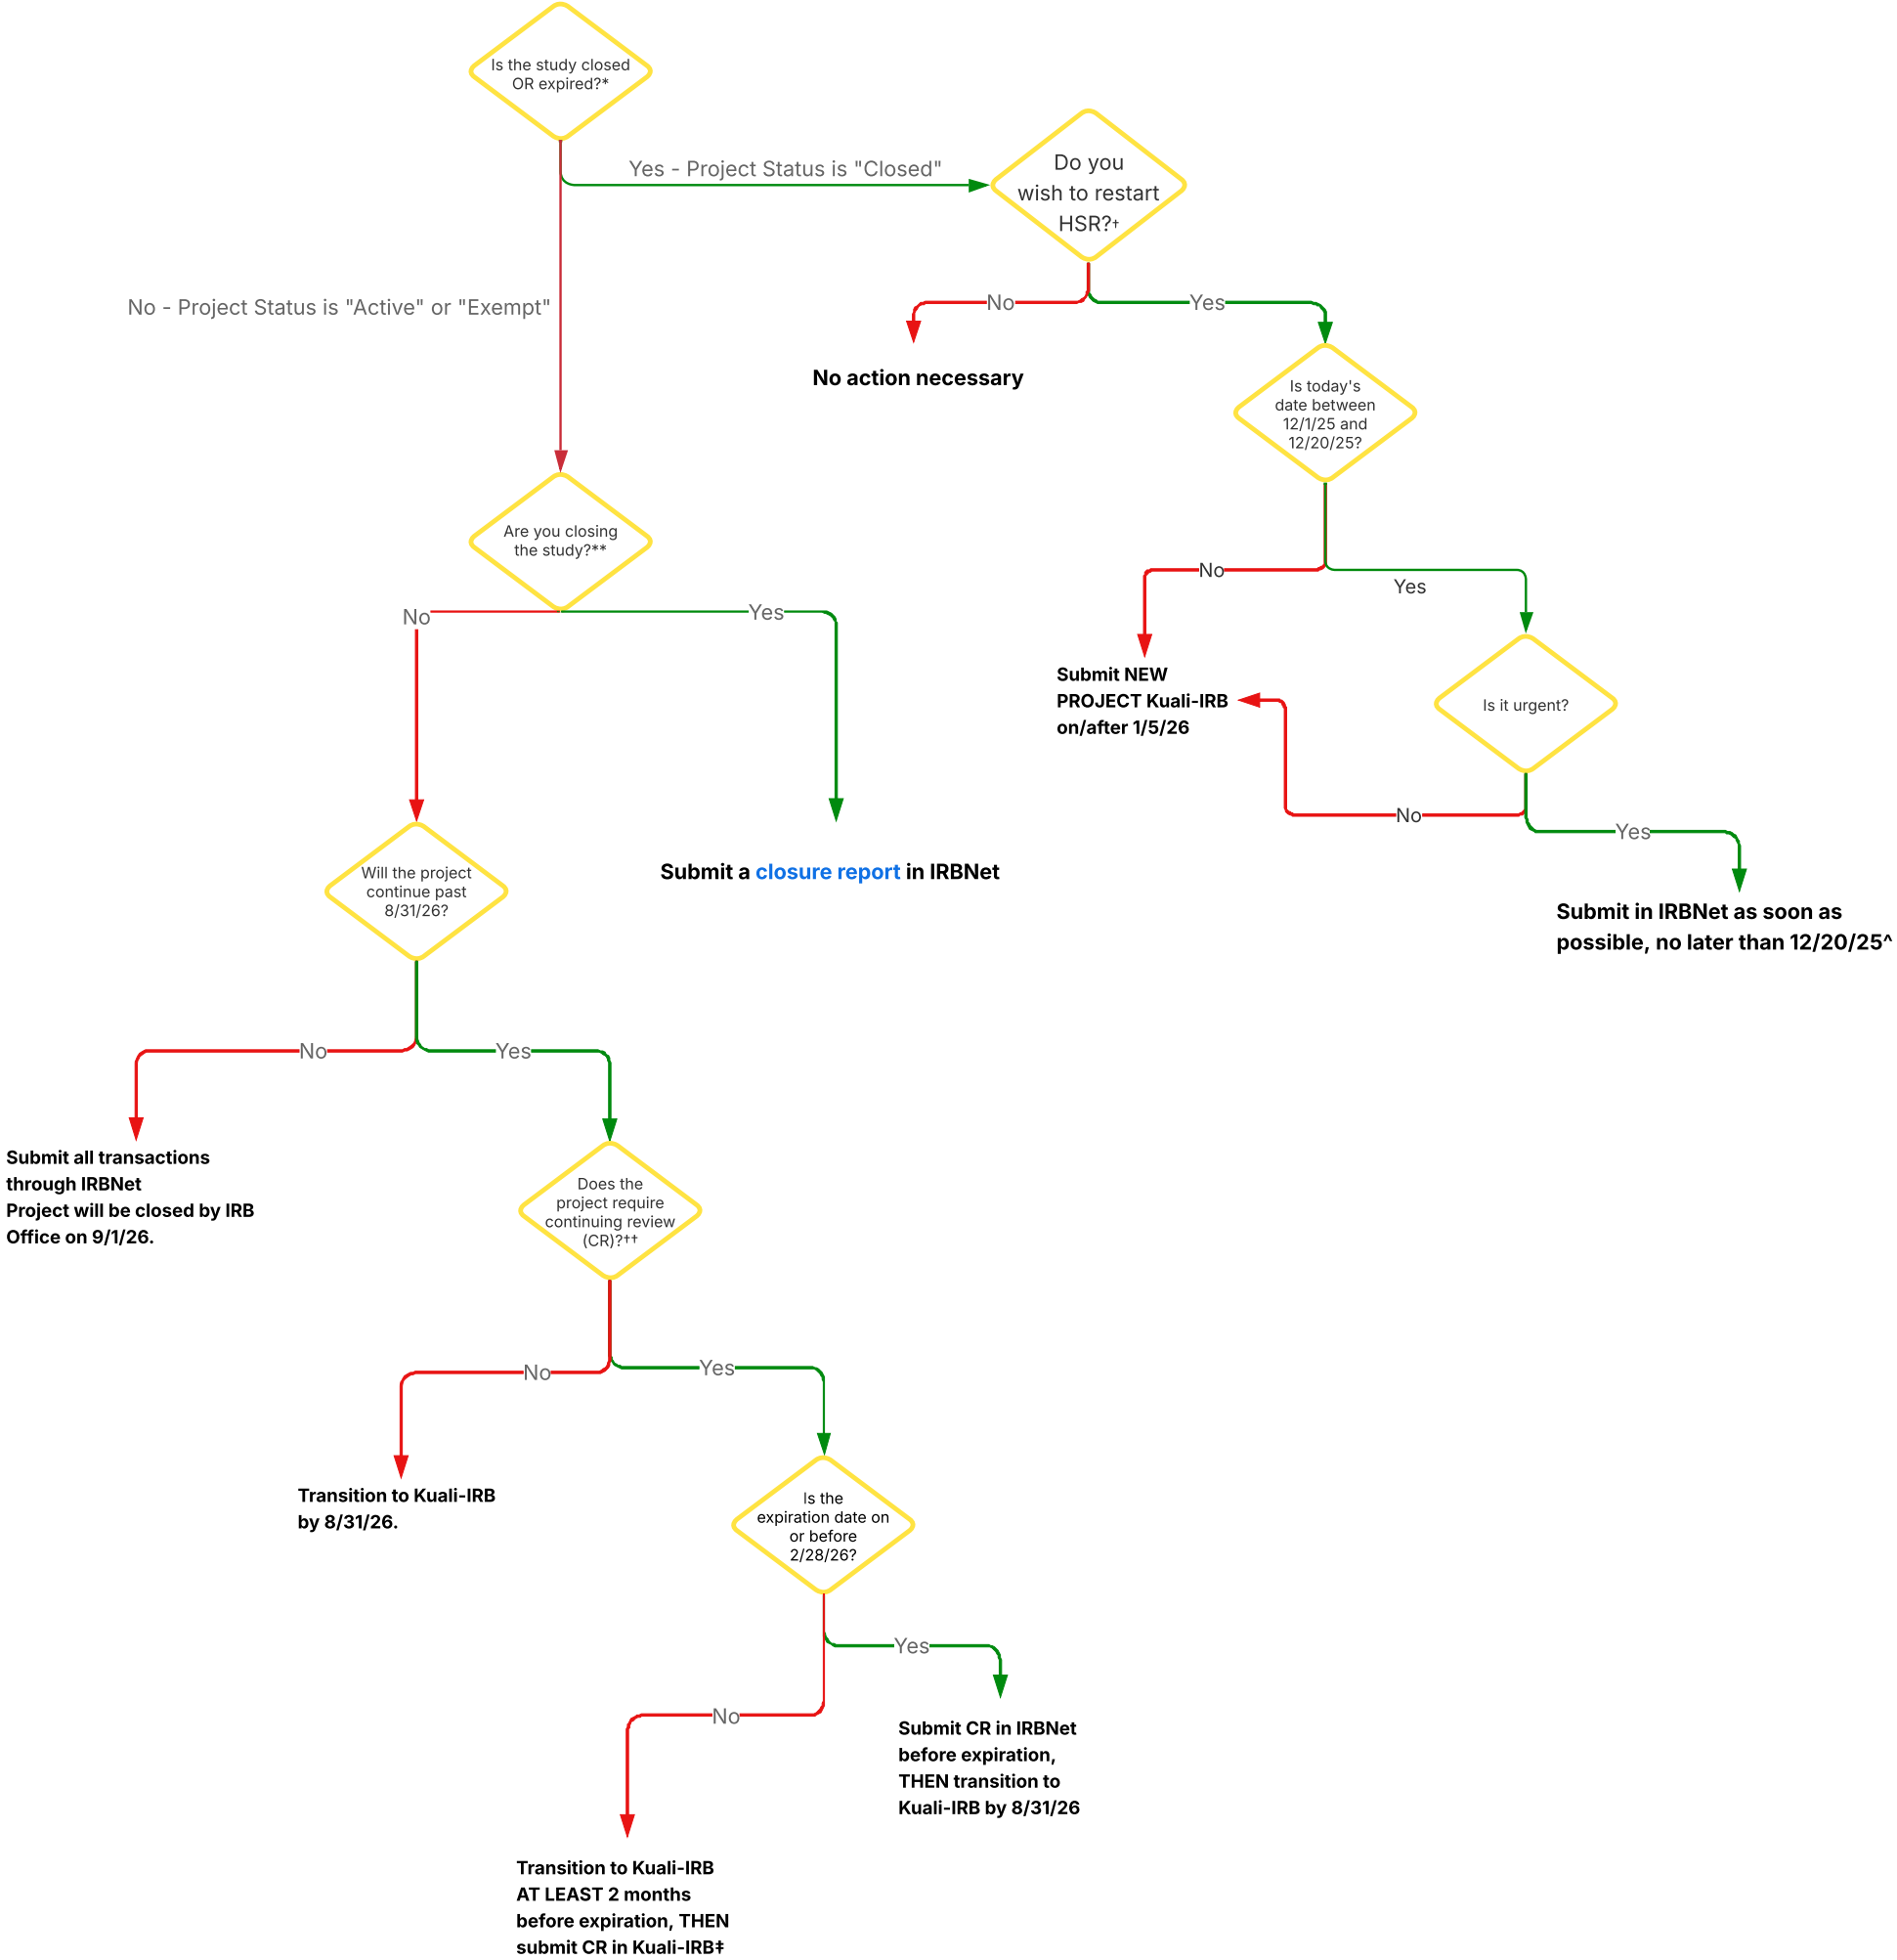 Is the study closed
OR expired?*
Yes - Project Status is "Closed"
Do you
wish to restart
HSR?†
No - Project Status is "Active" or "Exempt"
No
Yes
No action necessary
Is today's
date between
12/1/25 and
12/20/25?
Are you closing
the study?**
No
Yes
No
Yes
Submit NEW
PROJECT Kuali-IRB
on/after 1/5/26
Is it urgent?
No
Yes
Will the project
continue past
8/31/26?
Submit a closure report in IRBNet
Submit in IRBNet as soon as
possible, no later than 12/20/25^
No
Yes
Submit all transactions
through IRBNet
Project will be closed by IRB
Office on 9/1/26.
Does the
project require
continuing review
(CR)?††
No
Yes
Transition to Kuali-IRB
by 8/31/26.
Is the
expiration date on
or before
2/28/26?
Yes
No
Submit CR in IRBNet
before expiration,
THEN transition to
Kuali-IRB by 8/31/26
Transition to Kuali-IRB
AT LEAST 2 months
before expiration, THEN
submit CR in Kuali-IRB‡